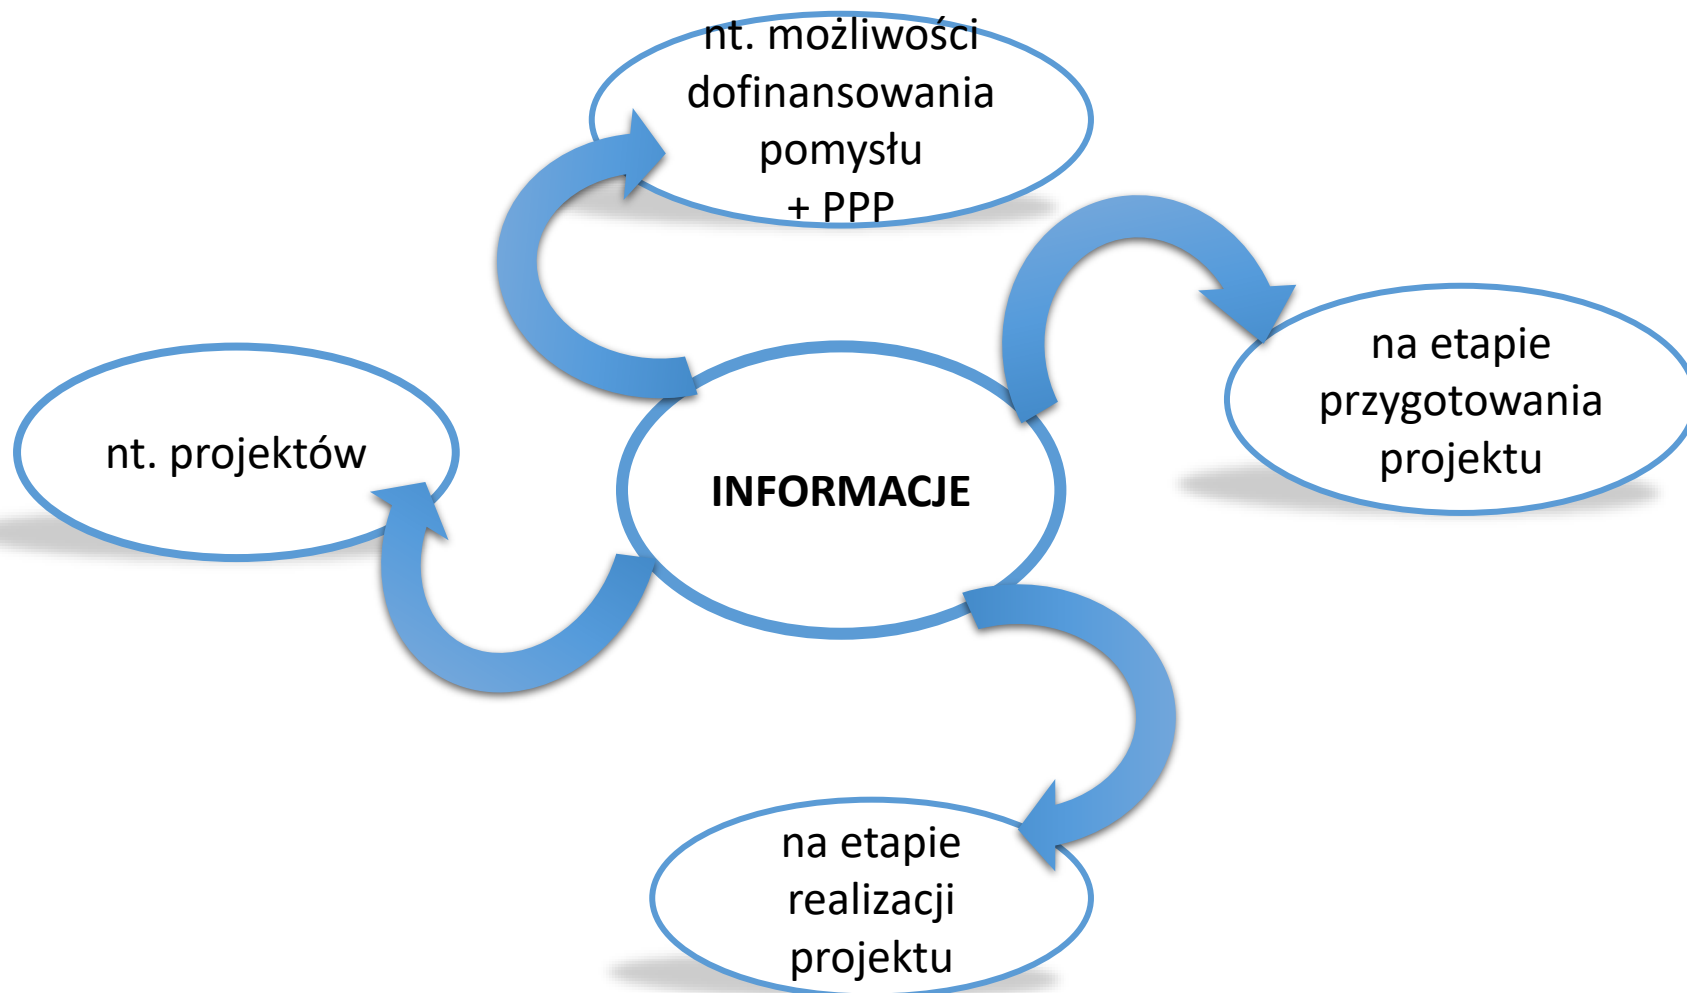 nt. możliwości
dofinansowania
pomysłu
+ PPP
na etapie
przygotowania
projektu
nt. projektów
INFORMACJE
na etapie
realizacji
projektu